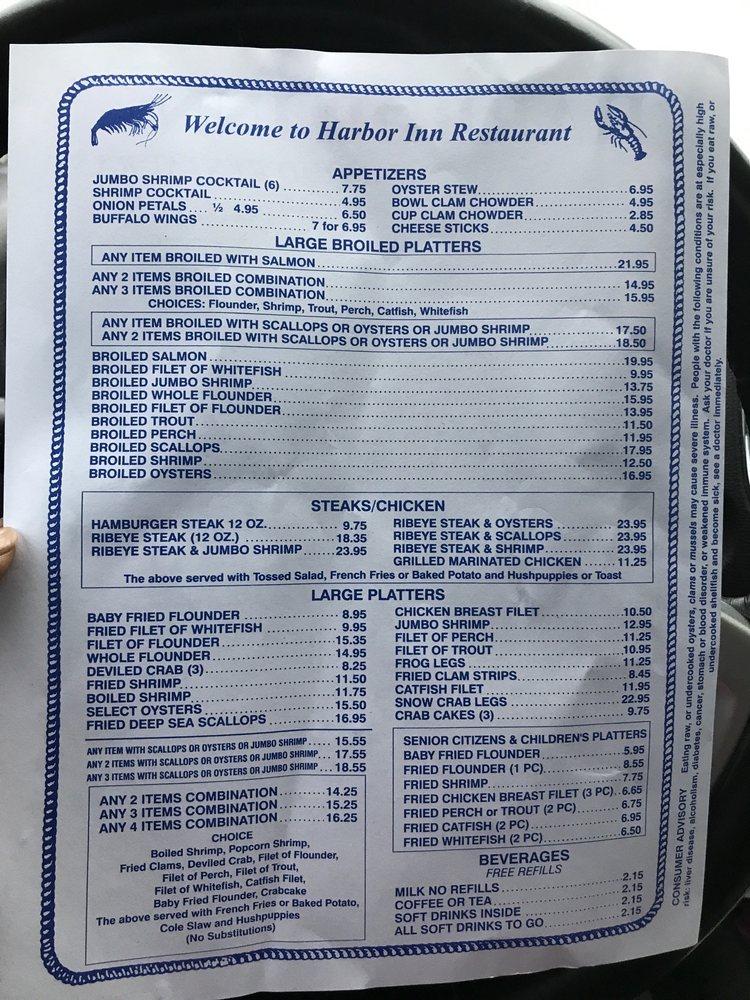 Welcome to Harbor Inn Restaurant
APPETIZERS
JUMBO SHRIMP COCKTAIL (6) 7.75
SHRIMP COCKTAIL 4.95
ONION PETALS ½ 4.95 6.50
BUFFALO WINGS 7 for 6.95
OYSTER STEW 6.95
BOWL CLAM CHOWDER 4.95
CUP CLAM CHOWDER 2.85
CHEESE STICKS 4.50
LARGE BROILED PLATTERS
ANY ITEM BROILED WITH SALMON 21.95
ANY 2 ITEMS BROILED COMBINATION 14.95
ANY 3 ITEMS BROILED COMBINATION 15.95
CHOICES: Flounder, Shrimp, Trout, Perch, Catfish, Whitefish
ANY ITEM BROILED WITH SCALLOPS OR OYSTERS OR JUMBO SHRIMP 17.50
ANY 2 ITEMS BROILED WITH SCALLOPS OR OYSTERS OR JUMBO SHRIMP 18.50
BROILED SALMON 19.95
BROILED FILET OF WHITEFISH 9.95
BROILED JUMBO SHRIMP 13.75
BROILED WHOLE FLOUNDER 15.95
BROILED FILET OF FLOUNDER 13.95
BROILED TROUT 11.50
BROILED PERCH 11.95
BROILED SCALLOPS 17.95
BROILED SHRIMP 12.50
BROILED OYSTERS 16.95
STEAKS/CHICKEN
HAMBURGER STEAK 12 OZ. 9.75
RIBEYE STEAK (12 OZ.) 18.35
RIBEYE STEAK & JUMBO SHRIMP 23.95
RIBEYE STEAK & OYSTERS 23.95
RIBEYE STEAK & SCALLOPS 23.95
RIBEYE STEAK & SHRIMP 23.95
GRILLED MARINATED CHICKEN 11.25
The above served with Tossed Salad, French Fries or Baked Potato and Hushpuppies or Toast
LARGE PLATTERS
BABY FRIED FLOUNDER 8.95
FRIED FILET OF WHITEFISH 9.95
FILET OF FLOUNDER 15.35
WHOLE FLOUNDER 14.95
DEVILED CRAB (3) 8.25
FRIED SHRIMP 11.50
BOILED SHRIMP 11.75
SELECT OYSTERS 15.50
FRIED DEEP SEA SCALLOPS 16.95
CHICKEN BREAST FILET 10.50
JUMBO SHRIMP 12.95
FILET OF PERCH 11.25
FILET OF TROUT 10.95
FROG LEGS 11.25
FRIED CLAM STRIPS 8.45
CATFISH FILET 11.95
SNOW CRAB LEGS 22.95
CRAB CAKES (3) 9.75
ANY ITEM WITH SCALLOPS OR OYSTERS OR JUMBO SHRIMP 15.55
ANY 2 ITEMS WITH SCALLOPS OR OYSTERS OR JUMBO SHRIMP 17.55
ANY 3 ITEMS WITH SCALLOPS OR OYSTERS OR JUMBO SHRIMP 18.55
ANY 2 ITEMS COMBINATION 14.25
ANY 3 ITEMS COMBINATION 15.25
ANY 4 ITEMS COMBINATION 16.25
CHOICE
Boiled Shrimp, Popcorn Shrimp,
Fried Clams, Deviled Crab, Filet of Flounder,
Filet of Perch, Filet of Trout,
Filet of Whitefish, Catfish Filet,
Baby Fried Flounder, Crabcake
The above served with French Fries or Baked Potato,
Cole Slaw and Hushpuppies
(No Substitutions)
SENIOR CITIZENS & CHILDREN'S PLATTERS
BABY FRIED FLOUNDER 5.95
FRIED FLOUNDER (1 PC) 8.55
FRIED SHRIMP 7.75
FRIED CHICKEN BREAST FILET (3 PC) 6.65
FRIED PERCH or TROUT (2 PC) 6.75
FRIED CATFISH (2 PC) 6.95
FRIED WHITEFISH (2 PC) 6.50
BEVERAGES
FREE REFILLS
MILK NO REFILLS 2.15
COFFEE OR TEA 2.15
SOFT DRINKS INSIDE 2.15
ALL SOFT DRINKS TO GO 2.15
CONSUMER ADVISORY Eating raw, or undercooked oysters, clams or mussels may cause severe illness. People with the following conditions are at especially high
risk: liver disease, alcoholism, diabetes, cancer, stomach or blood disorder, or weakened immune system. Ask your doctor if you are unsure of your risk. If you eat raw, or
undercooked shellfish and become sick, see a doctor immediately.